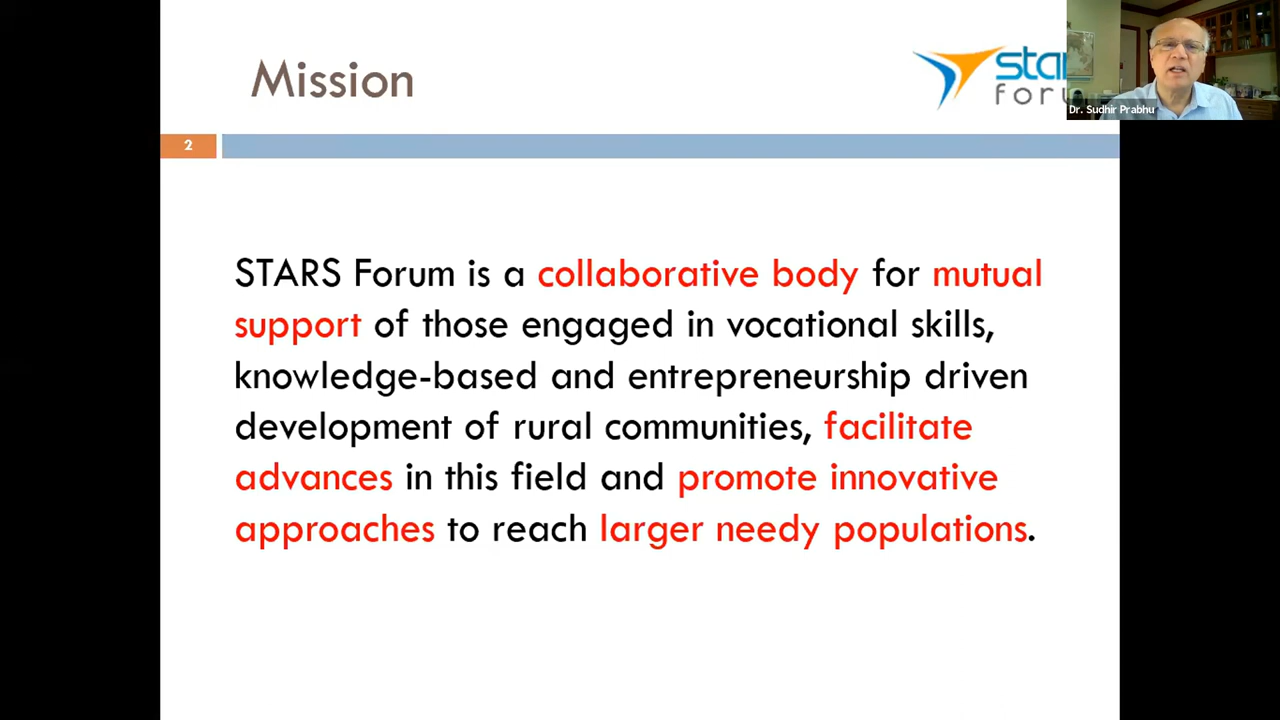 Mission
star
foru
Dr. Sudhir Prabhu
2
STARS Forum is a collaborative body for mutual
support of those engaged in vocational skills,
knowledge-based and entrepreneurship driven
development of rural communities, facilitate
advances in this field and promote innovative
approaches to reach larger needy populations.